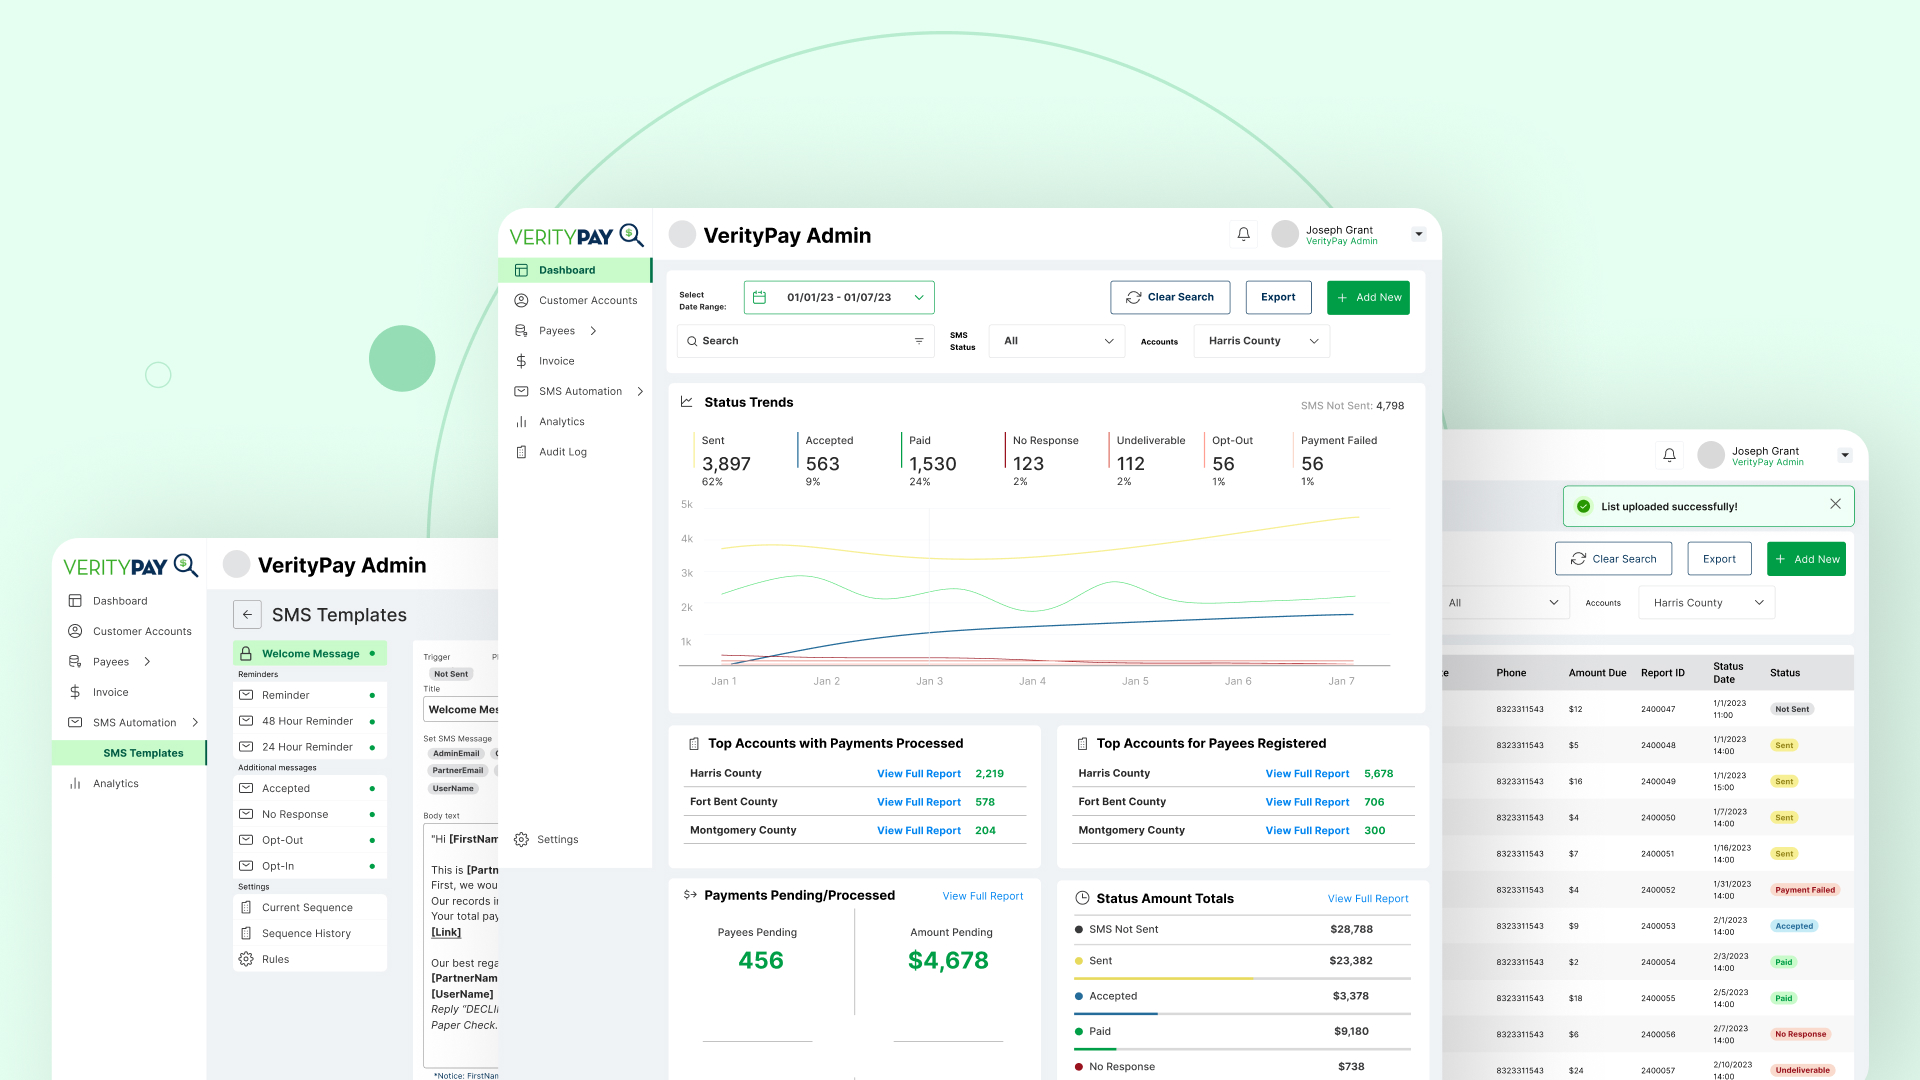 VERITYPAY
VerityPay Admin
Joseph Grant
VerityPay Admin
Dashboard
Customer Accounts
Payees
Invoice
SMS Automation
Analytics
Audit Log
Settings
Select
Date Range:
01/01/23 - 01/07/23
Clear Search
Export
+ Add New
Search
SMS
Status
All
Accounts
Harris County
Status Trends
SMS Not Sent: 4,798
Sent
3,897
62%
Accepted
563
9%
Paid
1,530
24%
No Response
123
2%
Undeliverable
112
2%
Opt-Out
56
1%
Payment Failed
56
1%
5k
4k
3k
2k
1k
Jan 1 Jan 2 Jan 3 Jan 4 Jan 5 Jan 6 Jan 7
Top Accounts with Payments Processed
Harris County View Full Report 2,219
Fort Bent County View Full Report 578
Montgomery County View Full Report 204
Top Accounts for Payees Registered
Harris County View Full Report 5,678
Fort Bent County View Full Report 706
Montgomery County View Full Report 300
Payments Pending/Processed View Full Report
Payees Pending
456
Amount Pending
$4,678
Status Amount Totals View Full Report
SMS Not Sent $28,788
Sent $23,382
Accepted $3,378
Paid $9,180
No Response $738
VERITYPAY
VerityPay Admin
Dashboard
Customer Accounts
Payees
Invoice
SMS Automation
SMS Templates
Analytics
SMS Templates
Welcome Message
Reminders
Reminder
48 Hour Reminder
24 Hour Reminder
Additional messages
Accepted
No Response
Opt-Out
Opt-In
Settings
Current Sequence
Sequence History
Rules
Trigger Pl
Not Sent
Title
Welcome Mes
Set SMS Message
AdminEmail
PartnerEmail
UserName
Body text
"Hi [FirstNam
This is [Partn
First, we wou
Our records in
Your total pay
[Link]
Our best rega
[PartnerNam
[UserName]
Reply "DECLI
Paper Check.
*Notice: FirstNan
Joseph Grant
VerityPay Admin
List uploaded successfully!
Clear Search
Export
+ Add New
All
Accounts
Harris County
te Phone Amount Due Report ID Status Date Status
8323311543 $12 2400047 1/1/2023 11:00 Not Sent
8323311543 $5 2400048 1/1/2023 14:00 Sent
8323311543 $16 2400049 1/1/2023 15:00 Sent
8323311543 $4 2400050 1/7/2023 14:00 Sent
8323311543 $7 2400051 1/16/2023 14:00 Sent
8323311543 $4 2400052 1/31/2023 14:00 Payment Failed
8323311543 $9 2400053 2/1/2023 14:00 Accepted
8323311543 $2 2400054 2/3/2023 14:00 Paid
8323311543 $18 2400055 2/5/2023 14:00 Paid
8323311543 $6 2400056 2/7/2023 14:00 No Response
8323311543 $24 2400057 2/10/2023 14:00 Undeliverable